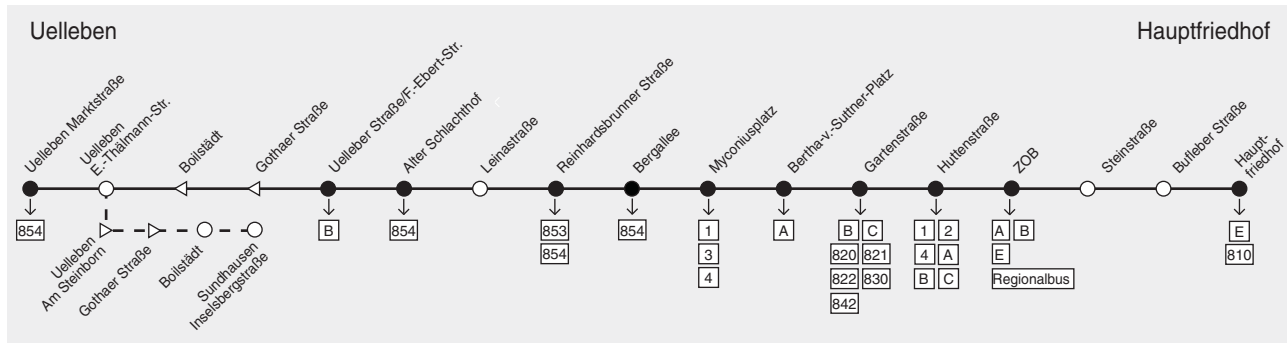 Uelleben
Hauptfriedhof
Uelleben Marktstraße
Uelleben
E.-Thälmann-Str.
Boilstädt
Gothaer Straße
Uelleber Straße/F.-Ebert-Str.
Alter Schlachthof
Leinastraße
Reinhardsbrunner Straße
Bergallee
Myconiusplatz
Bertha-v.-Suttner-Platz
Gartenstraße
Huttenstraße
ZOB
Steinstraße
Bufleber Straße
Haupt-
friedhof
854
B
854
853
854
854
1
3
4
A
B C
820 821
822 830
842
1 2
4 A
B C
A B
E
Regionalbus
E
810
Uelleben
Am Steinborn
Gothaer Straße
Boilstädt
Sundhausen
Inselsbergstraße